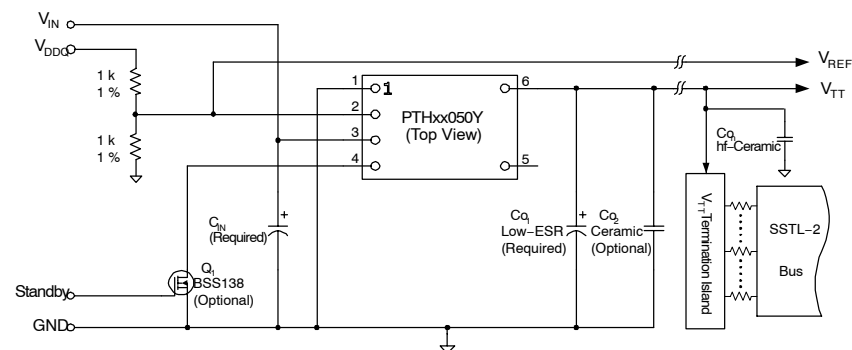 V_IN
V_DDQ
1 k
1 %
1 k
1 %
1
1
2
3
4
6
5
PTHxx050Y
(Top View)
V_REF
V_TT
Co_n
hf-Ceramic
C_IN
(Required)
Co_1
Low-ESR
(Required)
Co_2
Ceramic
(Optional)
V_TT Termination Island
SSTL-2
Bus
Q_1
BSS138
(Optional)
Standby
GND